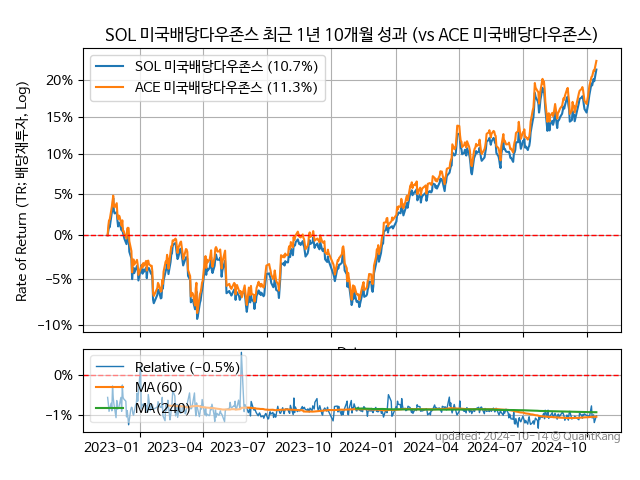 SOL 미국배당다우존스 최근 1년 10개월 성과 (vs ACE 미국배당다우존스)
Rate of Return (TR; 배당재투자, Log)
SOL 미국배당다우존스 (10.7%)
ACE 미국배당다우존스 (11.3%)
20%
15%
10%
5%
0%
−5%
−10%
Relative (−0.5%)
MA(60)
MA(240)
0%
−1%
2023-01
2023-04
2023-07
2023-10
2024-01
2024-04
2024-07
2024-10
updated: 2024-10-14 © QuantKang